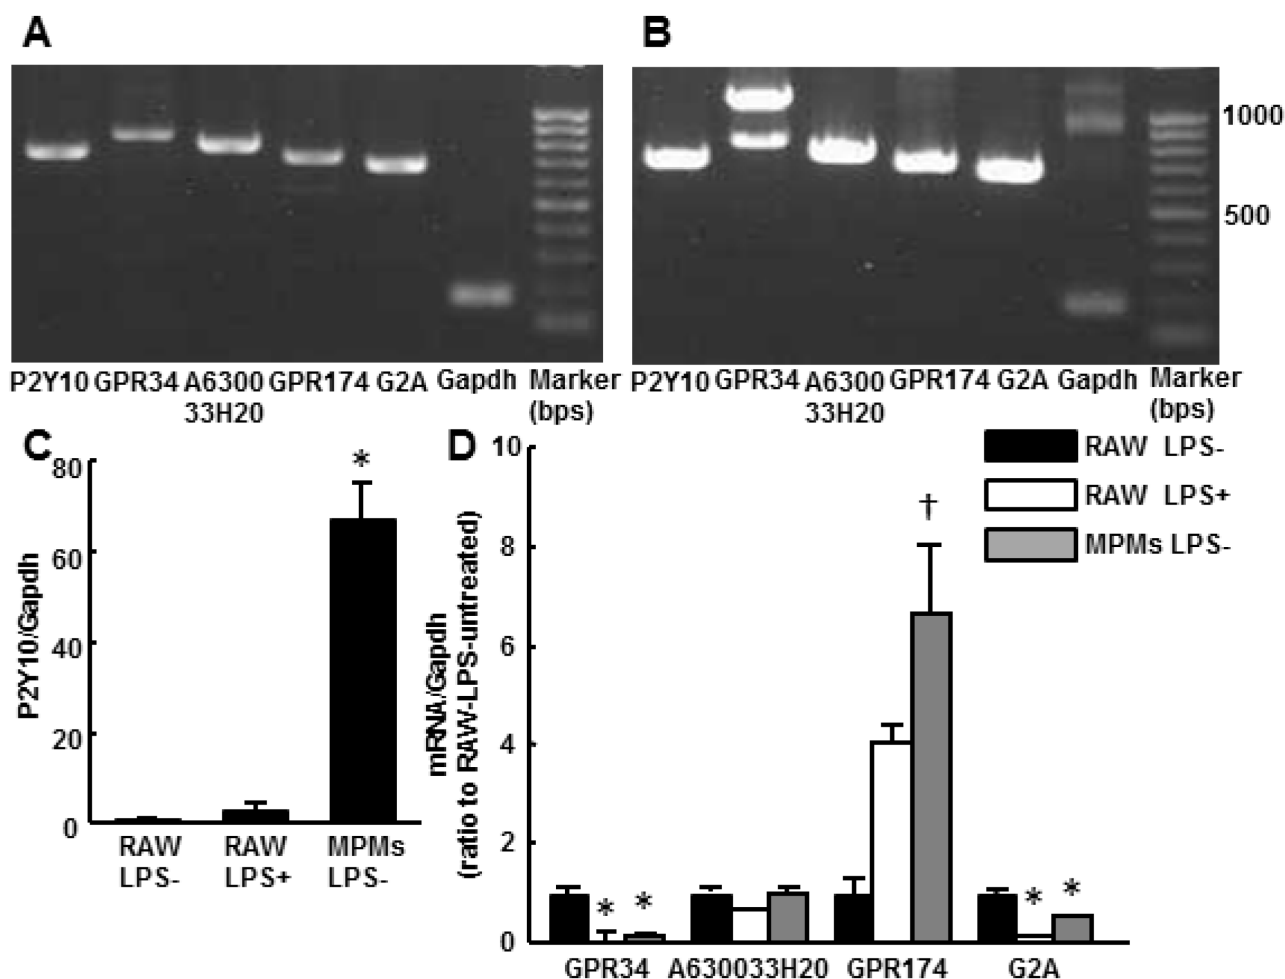 A
B
1000
500
P2Y10 GPR34 A6300 GPR174 G2A Gapdh Marker
33H20 (bps)
P2Y10 GPR34 A6300 GPR174 G2A Gapdh Marker
33H20 (bps)
C
80
60
40
20
0
P2Y10/Gapdh
*
RAW LPS-
RAW LPS+
MPMs LPS-
D
10
8
6
4
2
0
mRNA/Gapdh
(ratio to RAW-LPS-untreated)
RAW LPS-
RAW LPS+
MPMs LPS-
†
* *
* *
GPR34 A630033H20 GPR174 G2A